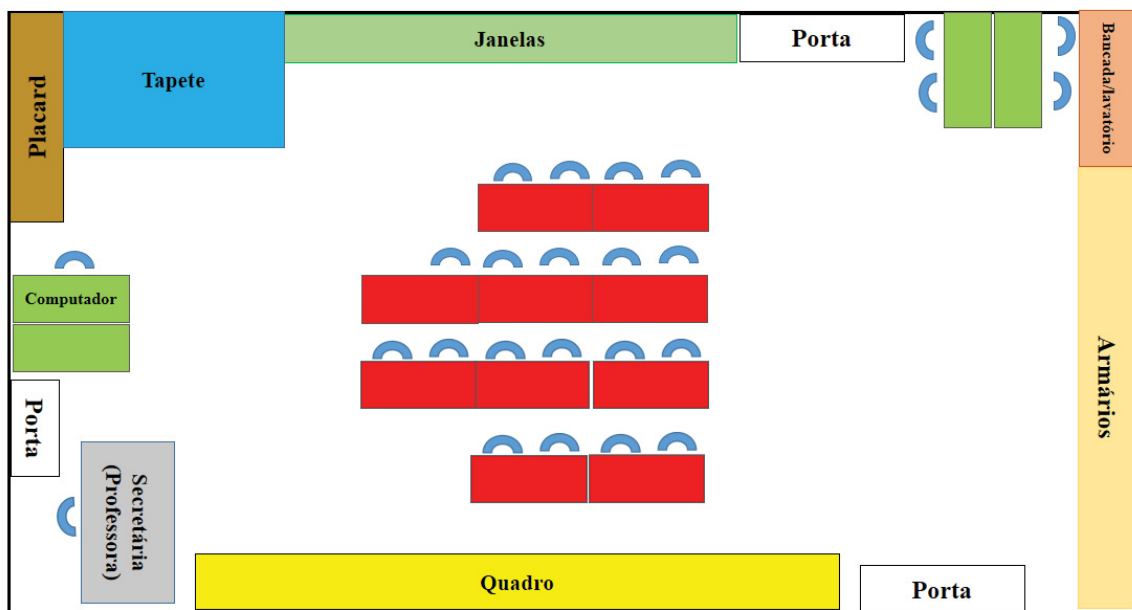 Placard
Tapete
Janelas
Porta
Bancada/lavatório
Computador
Porta
Armários
Secretária
(Professora)
Quadro
Porta